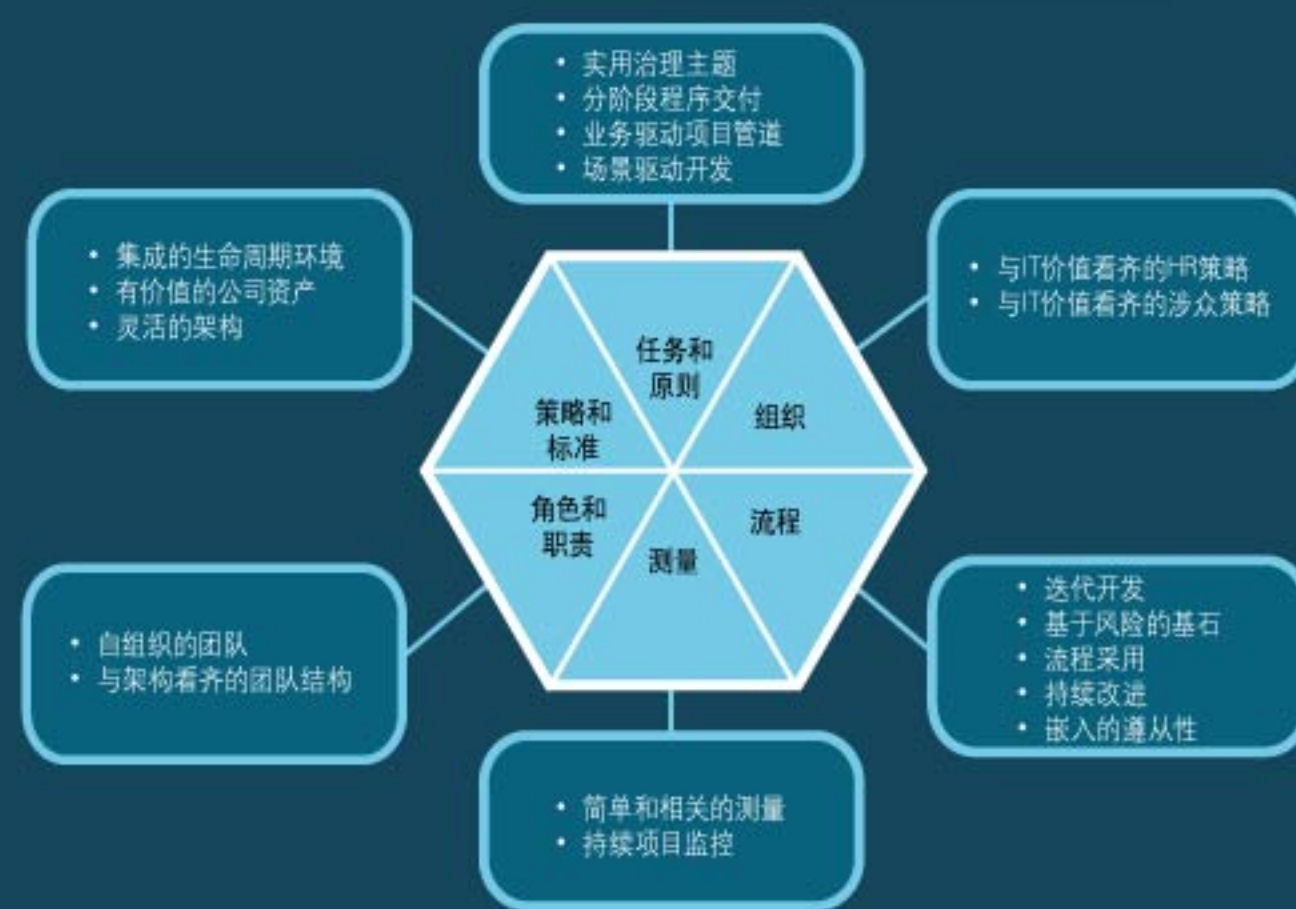 • 实用治理主题
• 分阶段程序交付
• 业务驱动项目管道
• 场景驱动开发
• 集成的生命周期环境
• 有价值的公司资产
• 灵活的架构
• 与IT价值看齐的HR策略
• 与IT价值看齐的涉众策略
任务和
原则
策略和
标准
组织
角色和
职责
测量
流程
• 自组织的团队
• 与架构看齐的团队结构
• 迭代开发
• 基于风险的基石
• 流程采用
• 持续改进
• 嵌入的遵从性
• 简单和相关的测量
• 持续项目监控